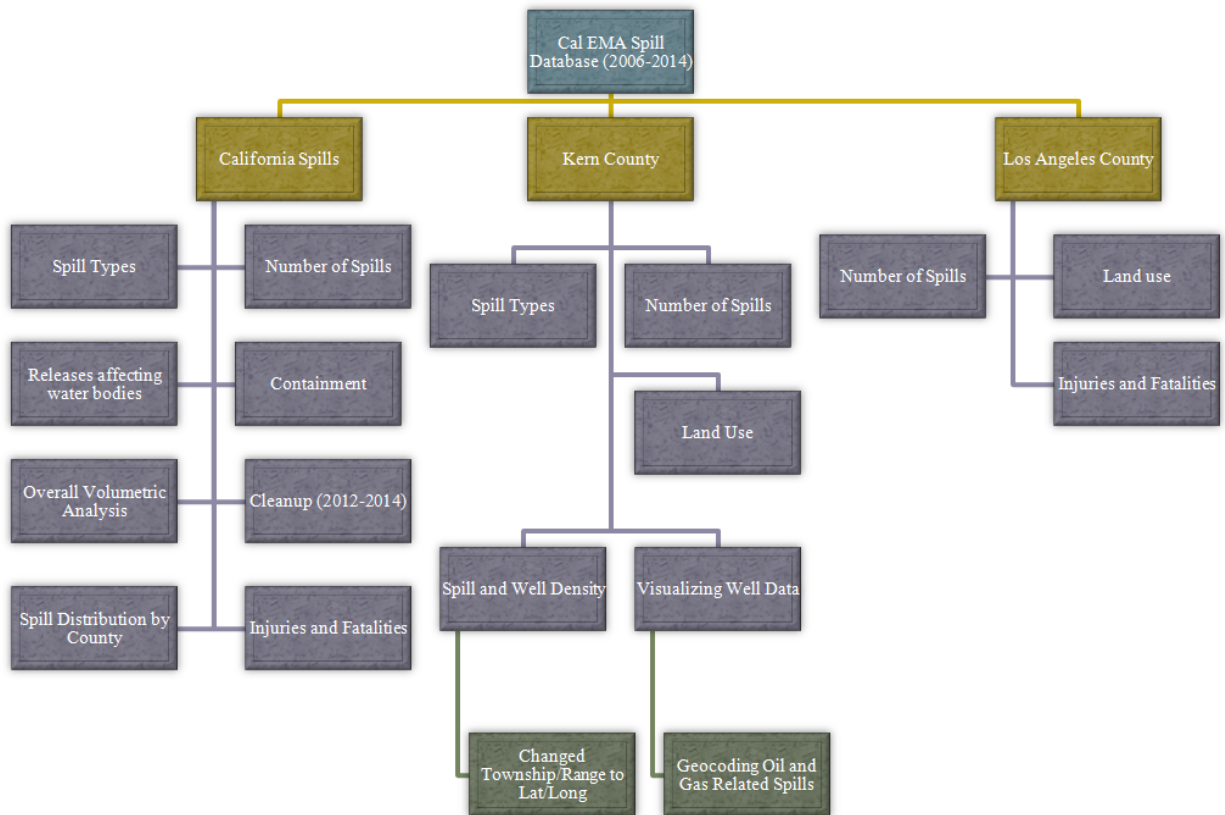 Cal EMA Spill
Database (2006-2014)
California Spills
Kern County
Los Angeles County
Spill Types
Number of Spills
Releases affecting
water bodies
Containment
Overall Volumetric
Analysis
Cleanup (2012-2014)
Spill Distribution by
County
Injuries and Fatalities
Spill Types
Number of Spills
Land Use
Spill and Well Density
Visualizing Well Data
Changed
Township/Range to
Lat/Long
Geocoding Oil and
Gas Related Spills
Number of Spills
Land use
Injuries and Fatalities